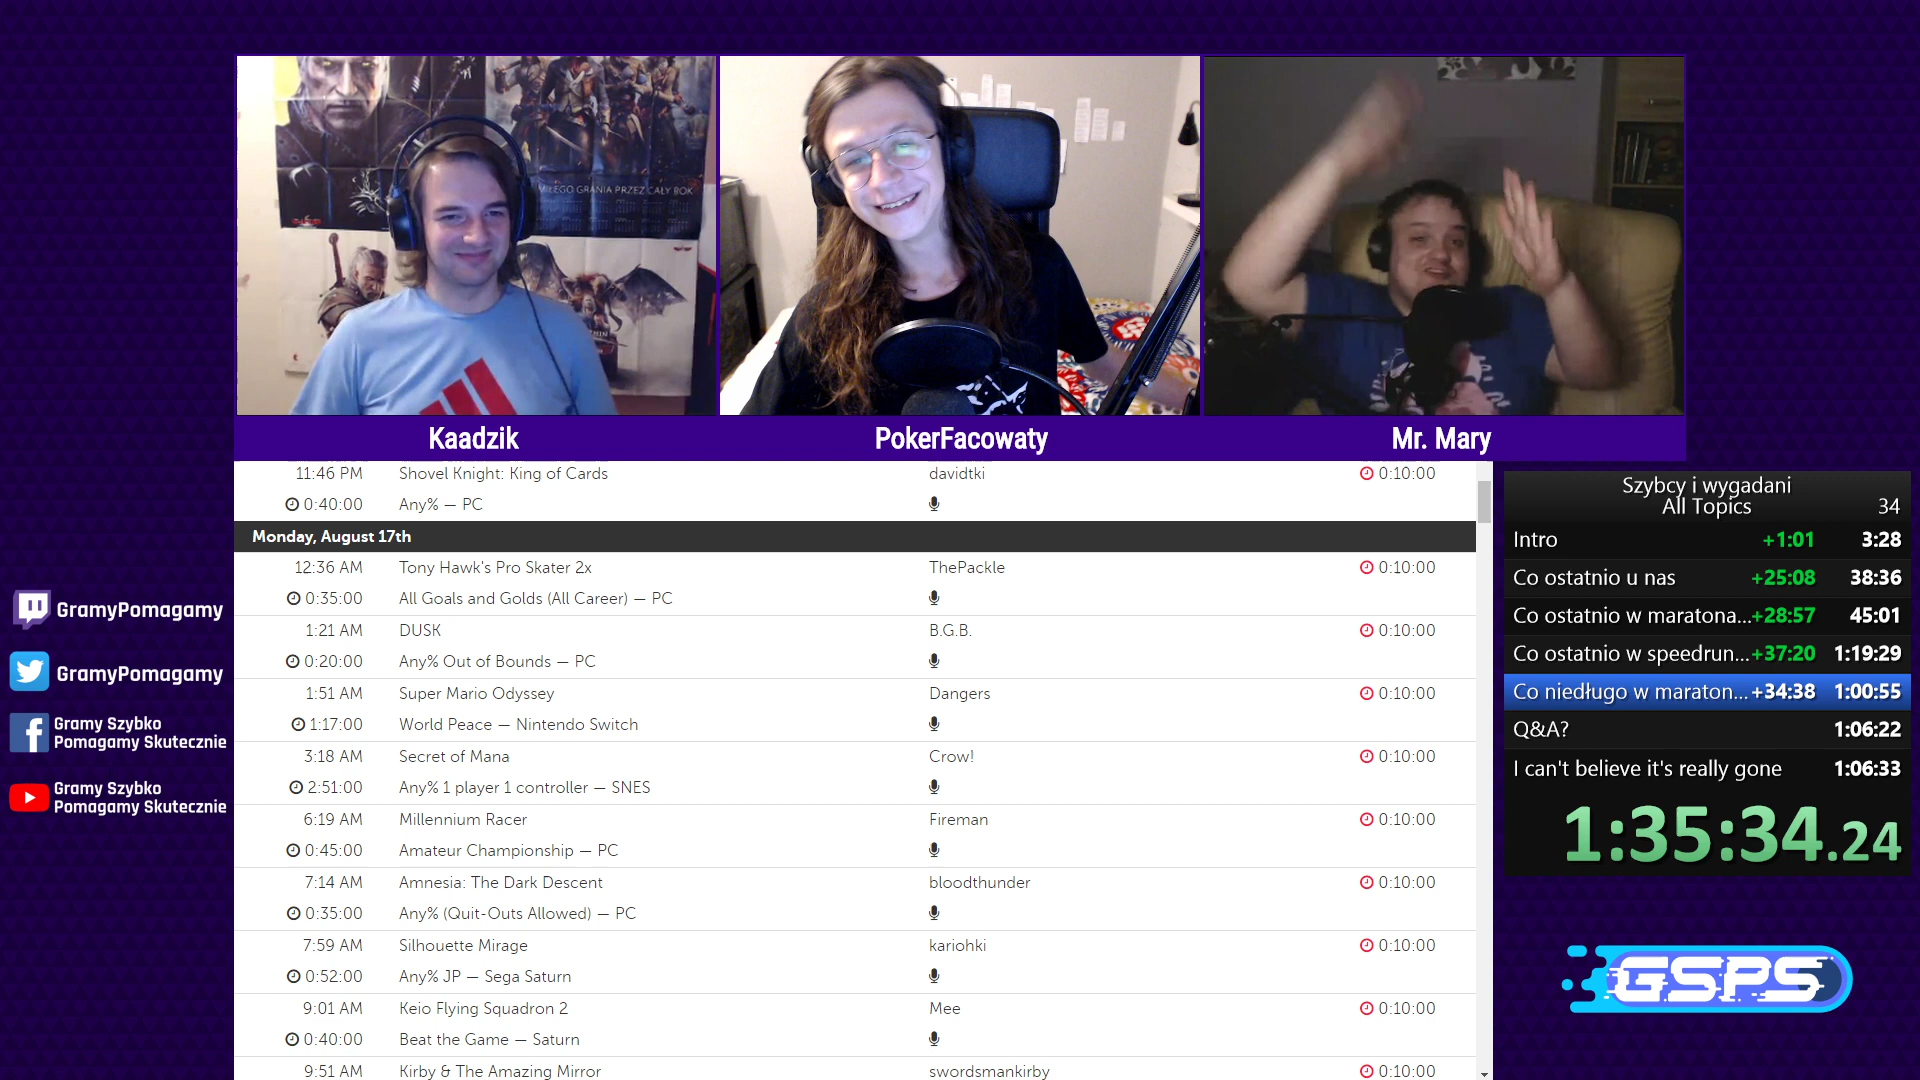 MIŁEGO GRANIA PRZEZ CAŁY ROK
Kaadzik
PokerFacowaty
Mr. Mary
11:46 PM Shovel Knight: King of Cards davidtki 0:10:00
0:40:00 Any% — PC
Monday, August 17th
12:36 AM Tony Hawk's Pro Skater 2x ThePackle 0:10:00
0:35:00 All Goals and Golds (All Career) — PC
1:21 AM DUSK B.G.B. 0:10:00
0:20:00 Any% Out of Bounds — PC
1:51 AM Super Mario Odyssey Dangers 0:10:00
1:17:00 World Peace — Nintendo Switch
3:18 AM Secret of Mana Crow! 0:10:00
2:51:00 Any% 1 player 1 controller — SNES
6:19 AM Millennium Racer Fireman 0:10:00
0:45:00 Amateur Championship — PC
7:14 AM Amnesia: The Dark Descent bloodthunder 0:10:00
0:35:00 Any% (Quit-Outs Allowed) — PC
7:59 AM Silhouette Mirage kariohki 0:10:00
0:52:00 Any% JP — Sega Saturn
9:01 AM Keio Flying Squadron 2 Mee 0:10:00
0:40:00 Beat the Game — Saturn
9:51 AM Kirby & The Amazing Mirror swordsmankirby 0:10:00
GramyPomagamy
GramyPomagamy
Gramy Szybko
Pomagamy Skutecznie
Gramy Szybko
Pomagamy Skutecznie
Szybcy i wygadani
All Topics 34
Intro +1:01 3:28
Co ostatnio u nas +25:08 38:36
Co ostatnio w maratona... +28:57 45:01
Co ostatnio w speedrun... +37:20 1:19:29
Co niedługo w maraton... +34:38 1:00:55
Q&A? 1:06:22
I can't believe it's really gone 1:06:33
1:35:34.24
GSPS